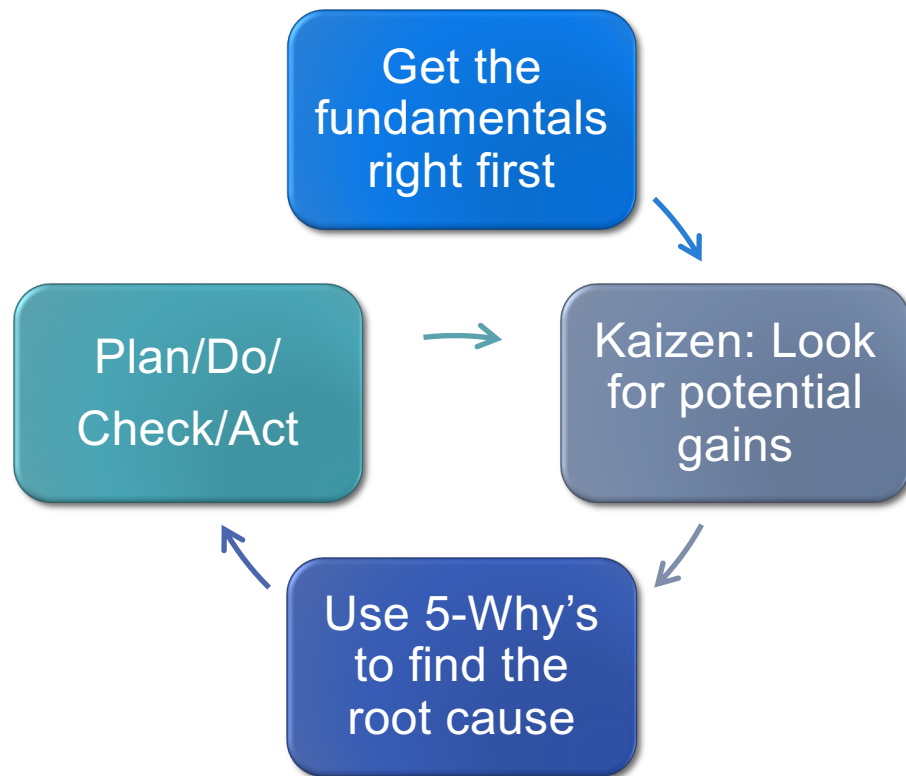 Get the
fundamentals
right first
Kaizen: Look
for potential
gains
Use 5-Why’s
to find the
root cause
Plan/Do/
Check/Act